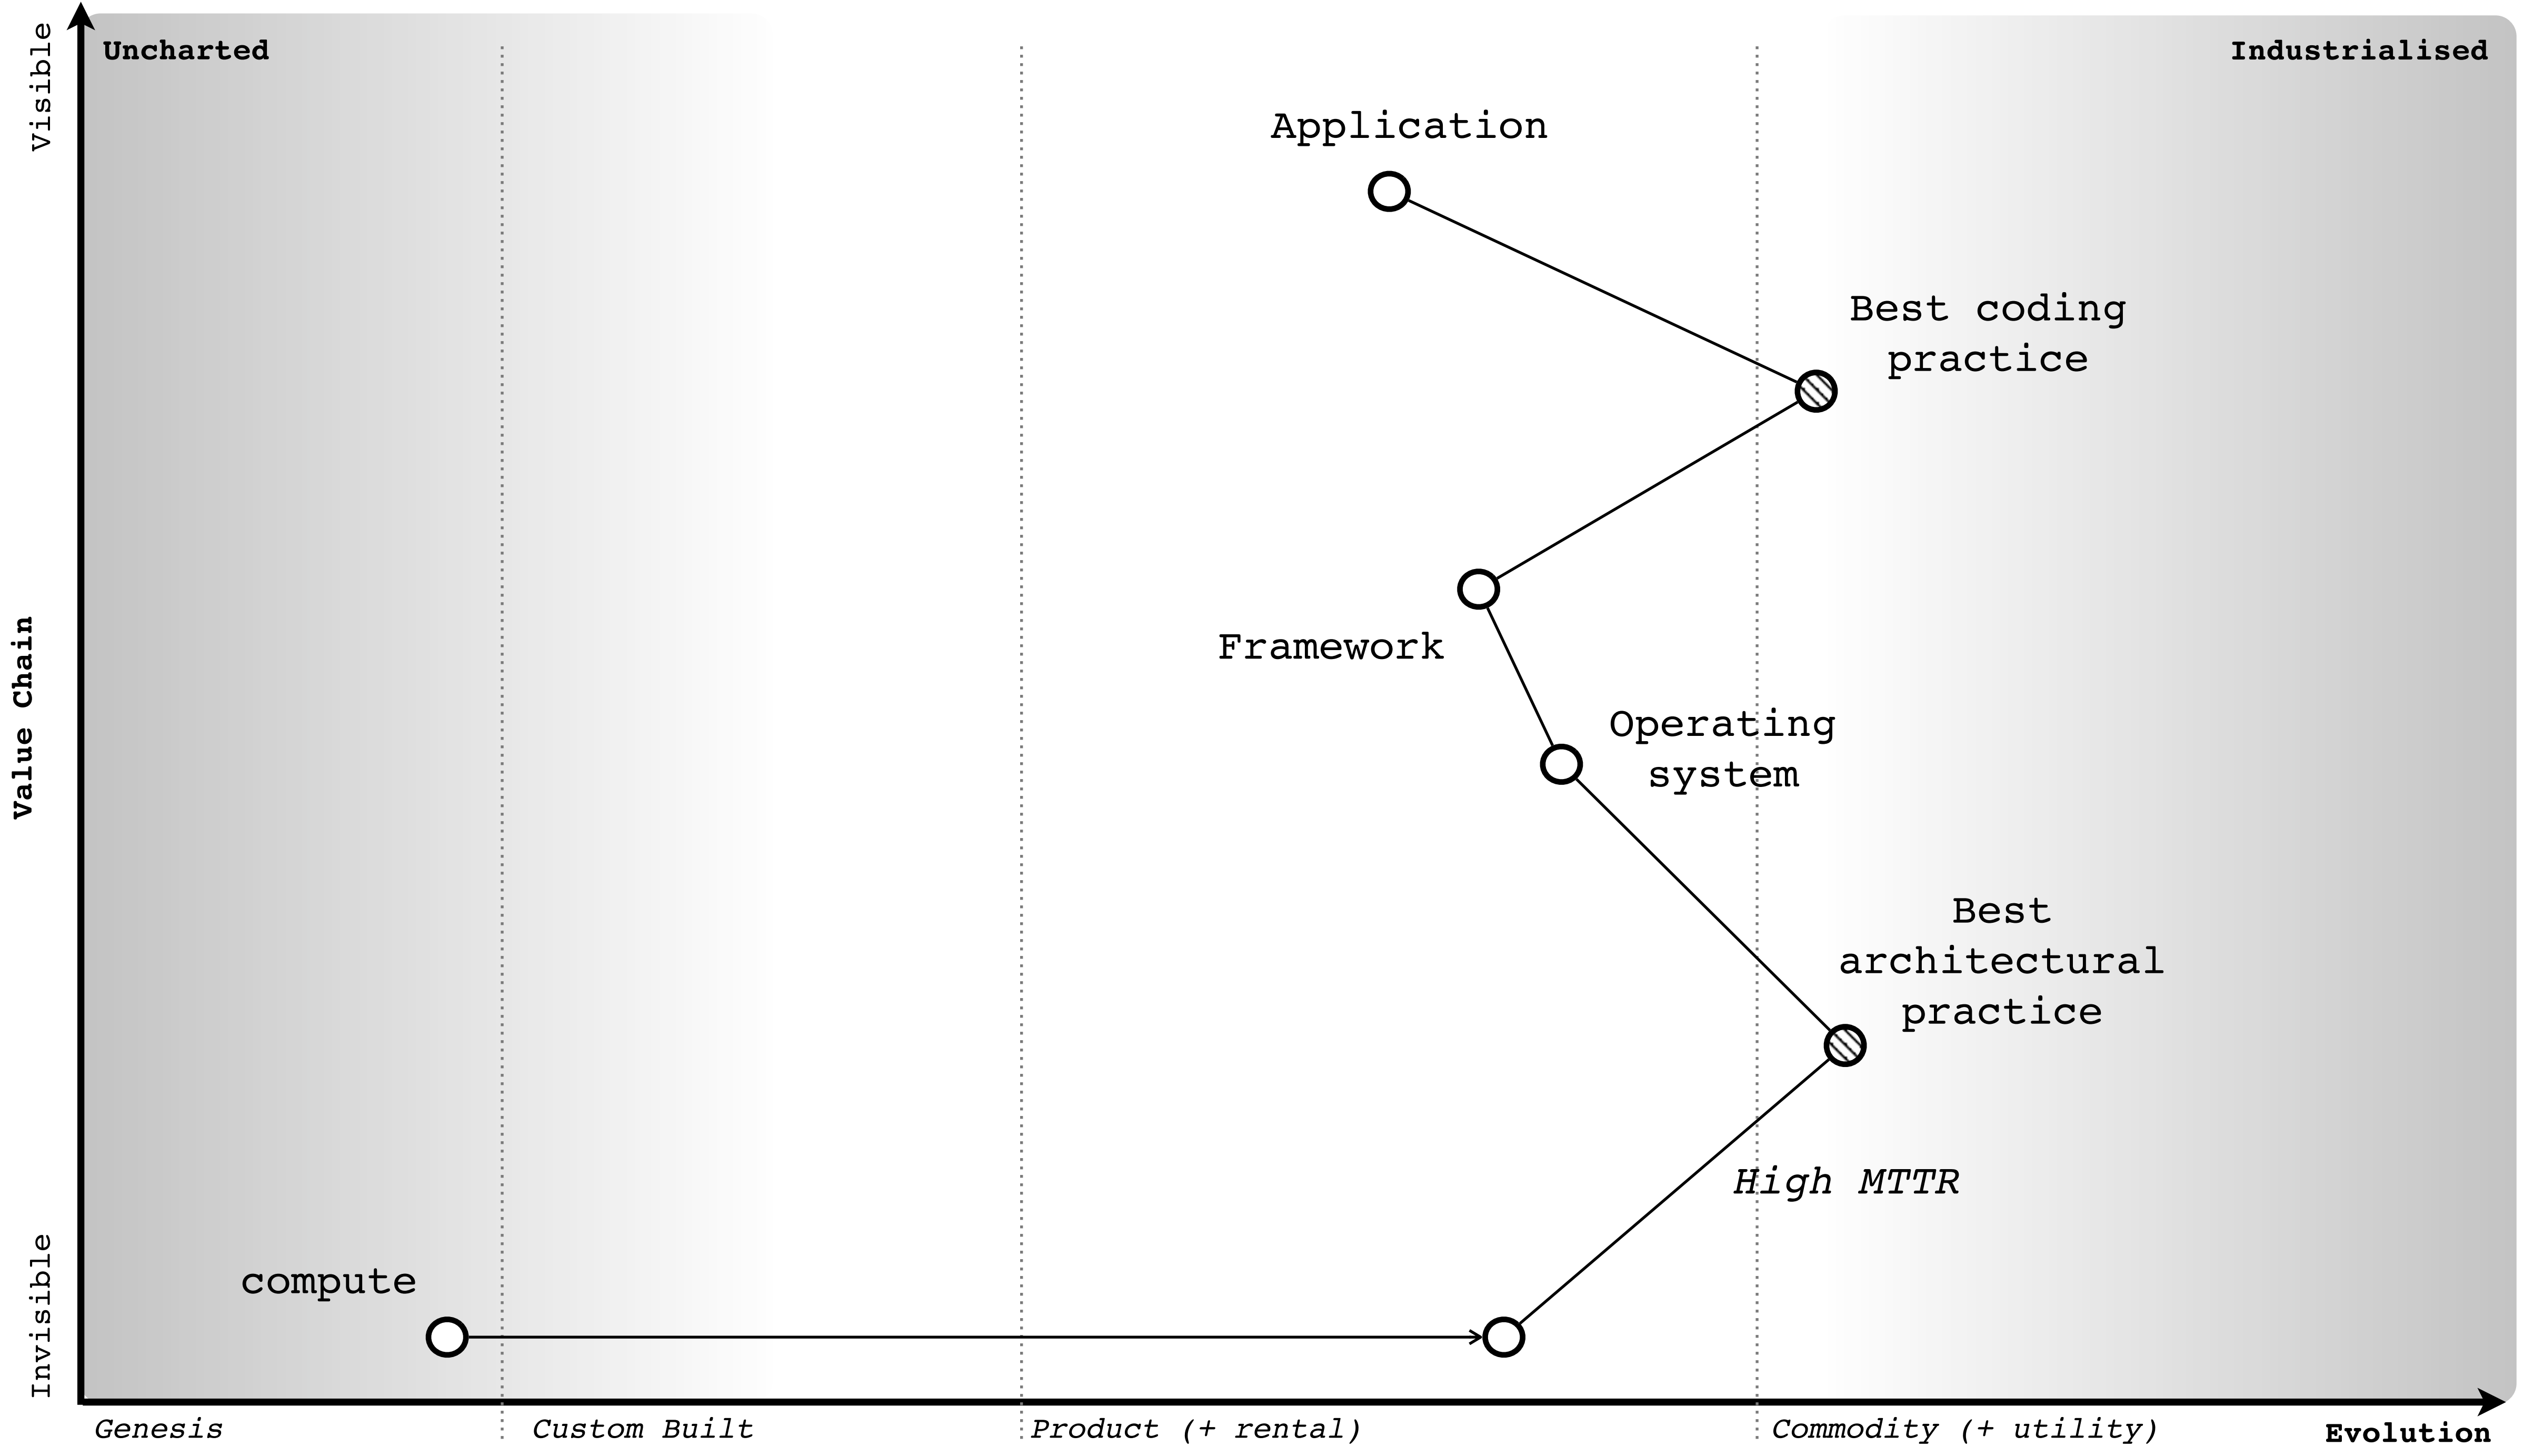 Visible
Uncharted
Industrialised
Application
Best coding
practice
Value Chain
Framework
Operating
system
Best
architectural
practice
High MTTR
Invisible
compute
Genesis
Custom Built
Product (+ rental)
Commodity (+ utility)
Evolution